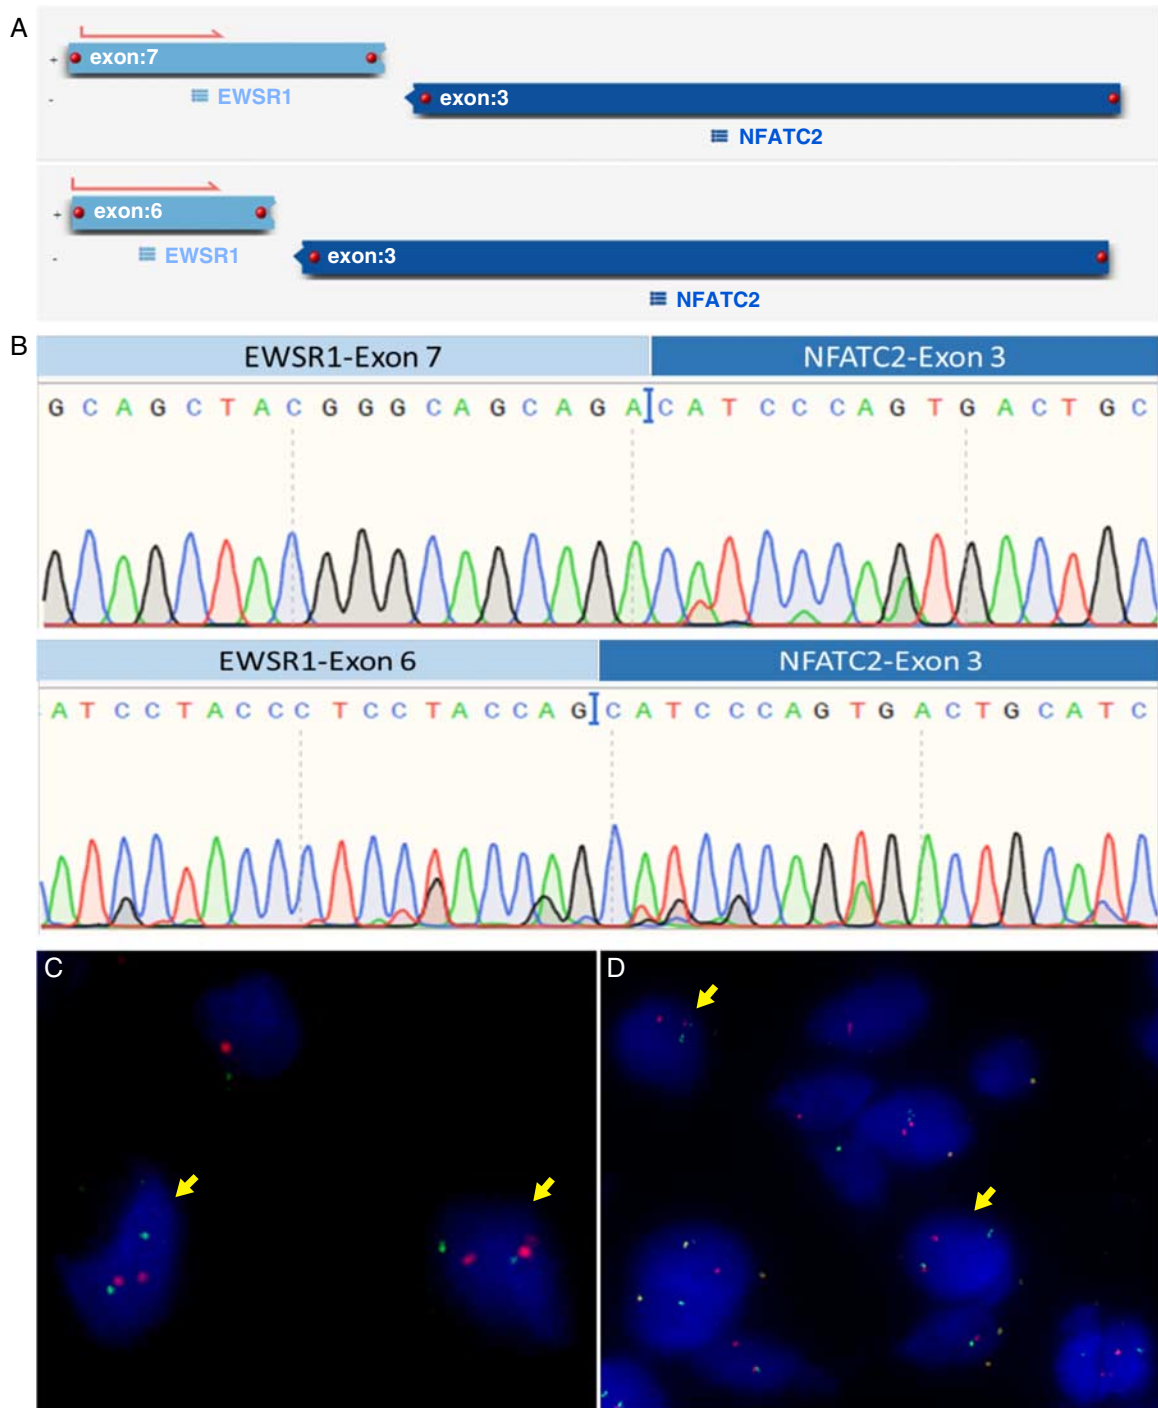 A
+ exon:7
EWSR1
- exon:3
NFATC2
+ exon:6
EWSR1
- exon:3
NFATC2
B
EWSR1-Exon 7 NFATC2-Exon 3
G C A G C T A C G G G C A G C A G A C A T C C C A G T G A C T G C
EWSR1-Exon 6 NFATC2-Exon 3
A T C C T A C C C T C C T A C C A G C A T C C C A G T G A C T G C A T C
C D